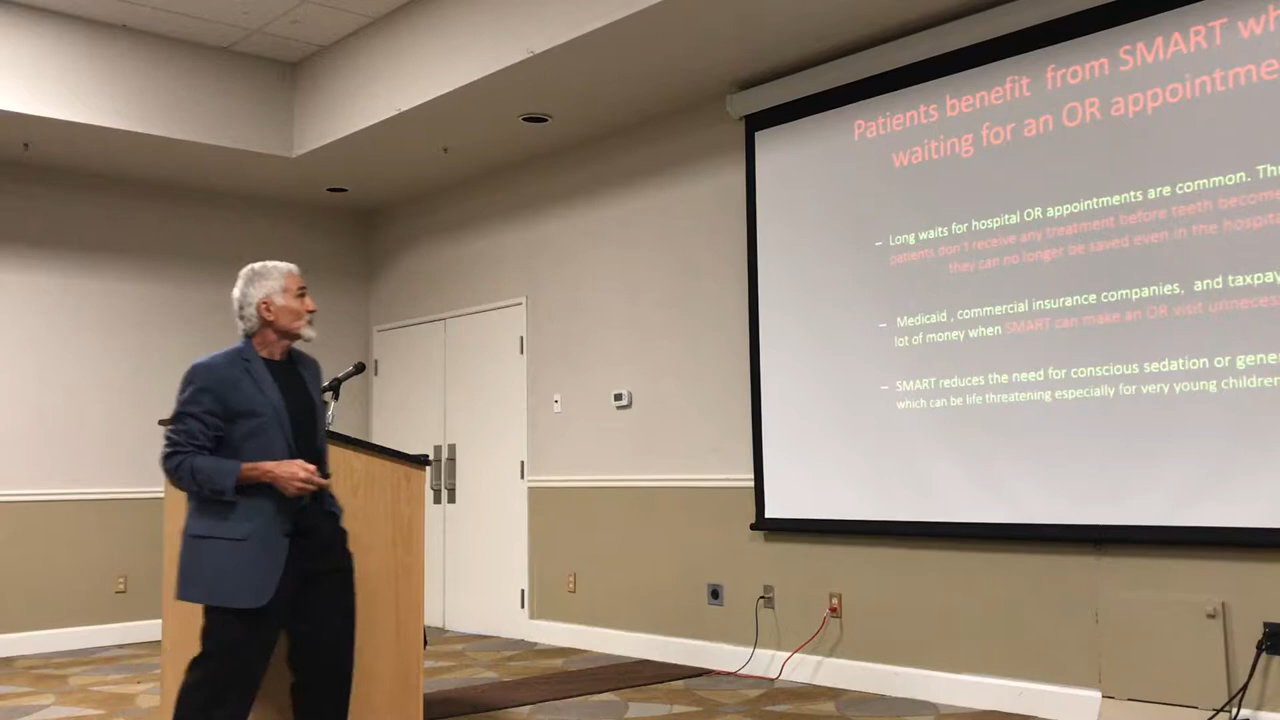 Patients benefit from SMART wh
waiting for an OR appointme
– Long waits for hospital OR appointments are common. Th
patients don't receive any treatment before teeth become
they can no longer be saved even in the hospita
– Medicaid , commercial insurance companies, and taxpay
lot of money when SMART can make an OR visit unneces
– SMART reduces the need for conscious sedation or gene
which can be life threatening especially for very young children